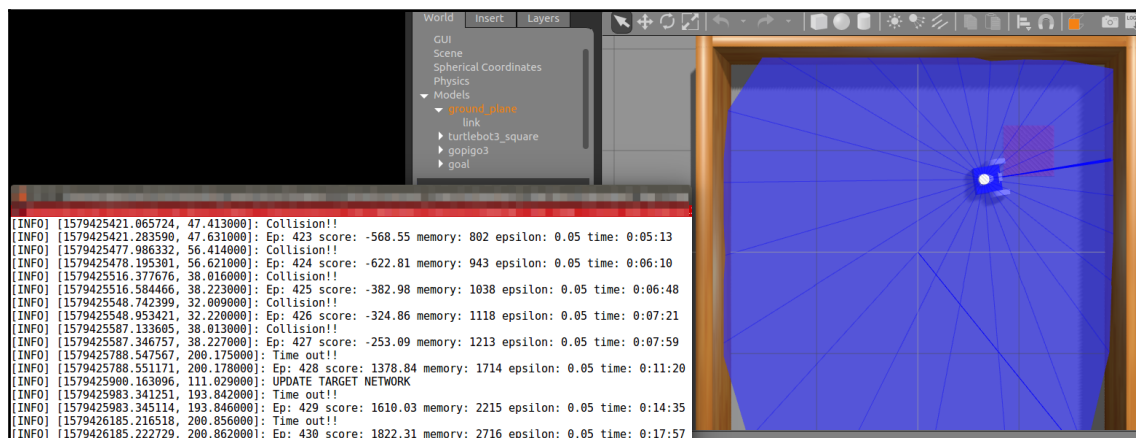 World Insert Layers
GUI
Scene
Spherical Coordinates
Physics
Models
ground_plane
link
turtlebot3_square
gopigo3
goal
LOG
[INFO] [1579425421.065724, 47.413000]: Collision!!
[INFO] [1579425421.283590, 47.631000]: Ep: 423 score: -568.55 memory: 802 epsilon: 0.05 time: 0:05:13
[INFO] [1579425477.986332, 56.414000]: Collision!!
[INFO] [1579425478.195301, 56.621000]: Ep: 424 score: -622.81 memory: 943 epsilon: 0.05 time: 0:06:10
[INFO] [1579425516.377676, 38.016000]: Collision!!
[INFO] [1579425516.584466, 38.223000]: Ep: 425 score: -382.98 memory: 1038 epsilon: 0.05 time: 0:06:48
[INFO] [1579425548.742399, 32.009000]: Collision!!
[INFO] [1579425548.953421, 32.220000]: Ep: 426 score: -324.86 memory: 1118 epsilon: 0.05 time: 0:07:21
[INFO] [1579425587.133605, 38.013000]: Collision!!
[INFO] [1579425587.346757, 38.227000]: Ep: 427 score: -253.09 memory: 1213 epsilon: 0.05 time: 0:07:59
[INFO] [1579425788.547567, 200.175000]: Time out!!
[INFO] [1579425788.551171, 200.178000]: Ep: 428 score: 1378.84 memory: 1714 epsilon: 0.05 time: 0:11:20
[INFO] [1579425900.163096, 111.029000]: UPDATE TARGET NETWORK
[INFO] [1579425983.341251, 193.842000]: Time out!!
[INFO] [1579425983.345114, 193.846000]: Ep: 429 score: 1610.03 memory: 2215 epsilon: 0.05 time: 0:14:35
[INFO] [1579426185.216518, 200.856000]: Time out!!
[INFO] [1579426185.222729, 200.862000]: Ep: 430 score: 1822.31 memory: 2716 epsilon: 0.05 time: 0:17:57